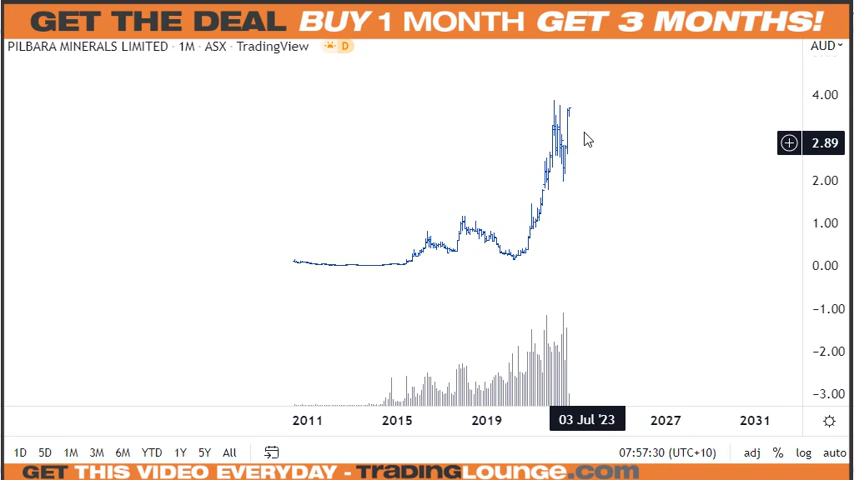 GET THE DEAL BUY 1 MONTH GET 3 MONTHS!
PILBARA MINERALS LIMITED · 1M · ASX · TradingView D AUD
4.00
2.89
2.00
1.00
0.00
−1.00
−2.00
−3.00
2011 2015 2019 03 Jul '23 2027 2031
1D 5D 1M 3M 6M YTD 1Y 5Y All 07:57:30 (UTC+10) adj % log auto
GET THIS VIDEO EVERYDAY - TradingLounge.com